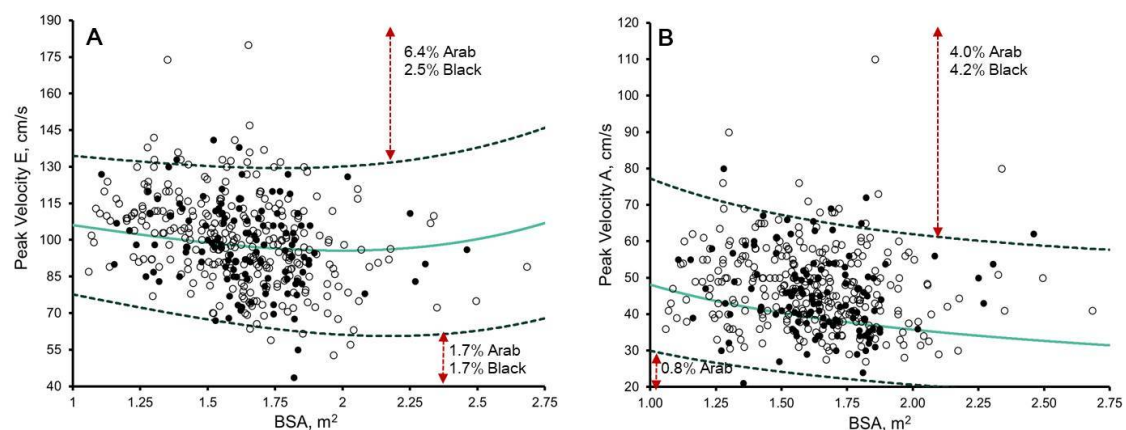 A
Peak Velocity E, cm/s
190
175
160
145
130
115
100
85
70
55
40
6.4% Arab
2.5% Black
1.7% Arab
1.7% Black
1
1.25
1.5
1.75
2
2.25
2.5
2.75
BSA, m²
B
Peak Velocity A, cm/s
120
110
100
90
80
70
60
50
40
30
20
4.0% Arab
4.2% Black
0.8% Arab
1.00
1.25
1.50
1.75
2.00
2.25
2.50
2.75
BSA, m²